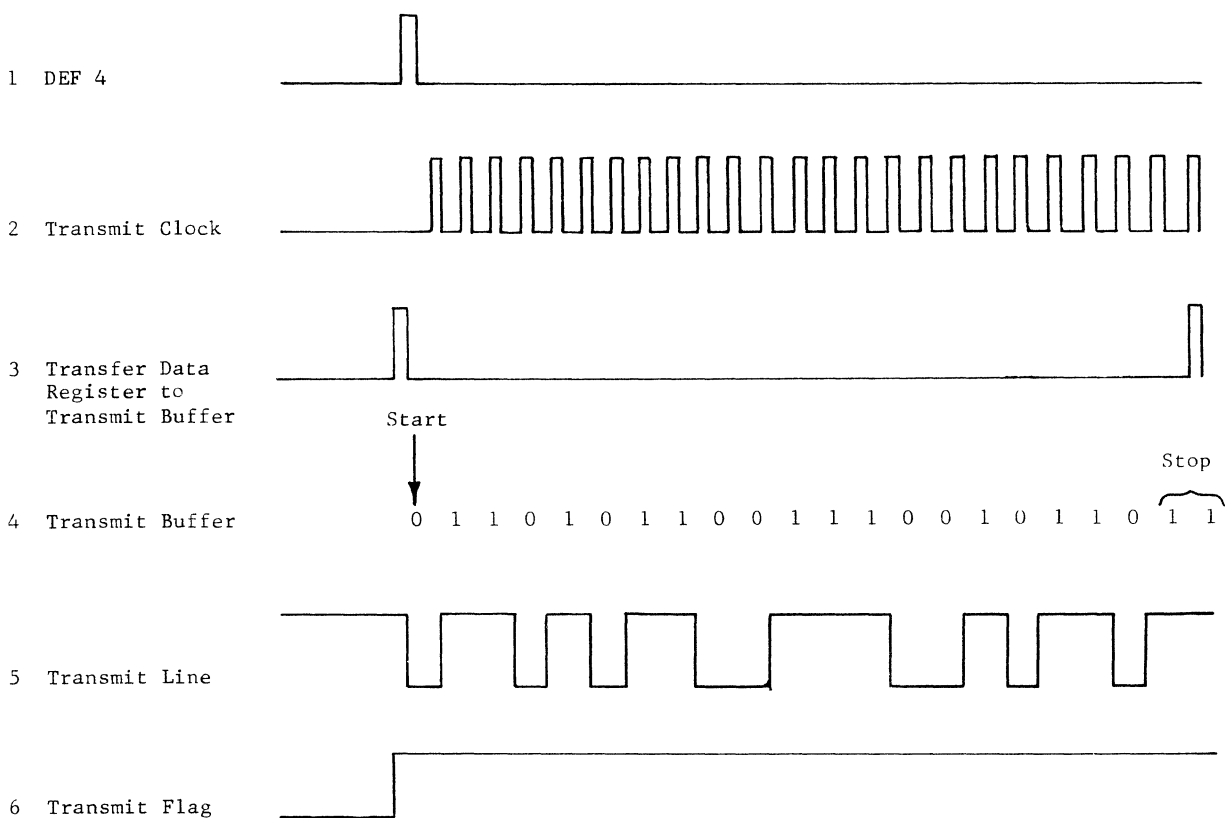 1 DEF 4
2 Transmit Clock
3 Transfer Data
Register to
Transmit Buffer
Start
Stop
4 Transmit Buffer 0 1 1 0 1 0 1 1 0 0 1 1 1 0 0 1 0 1 1 0 1 1
5 Transmit Line
6 Transmit Flag